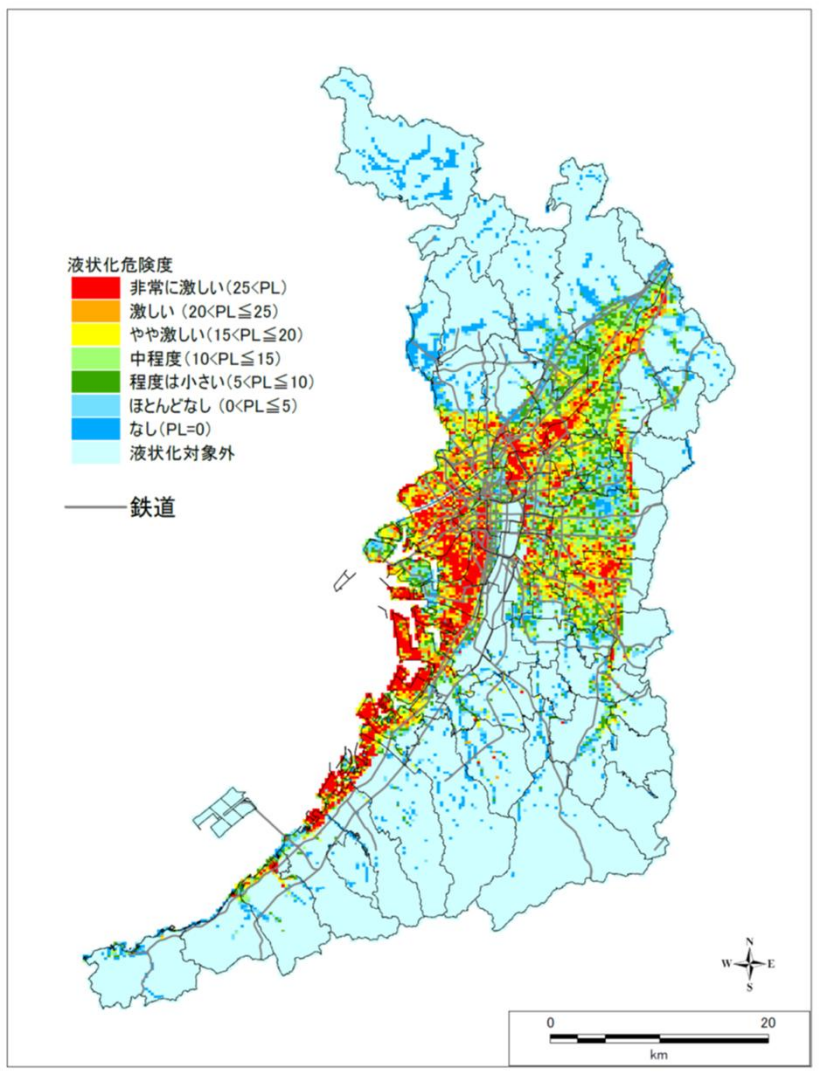 液状化危険度
非常に激しい(25<PL)
激しい (20<PL≦25)
やや激しい(15<PL≦20)
中程度(10<PL≦15)
程度は小さい(5<PL≦10)
ほとんどなし (0<PL≦5)
なし(PL=0)
液状化対象外
鉄道
N
W E
S
0 20
km